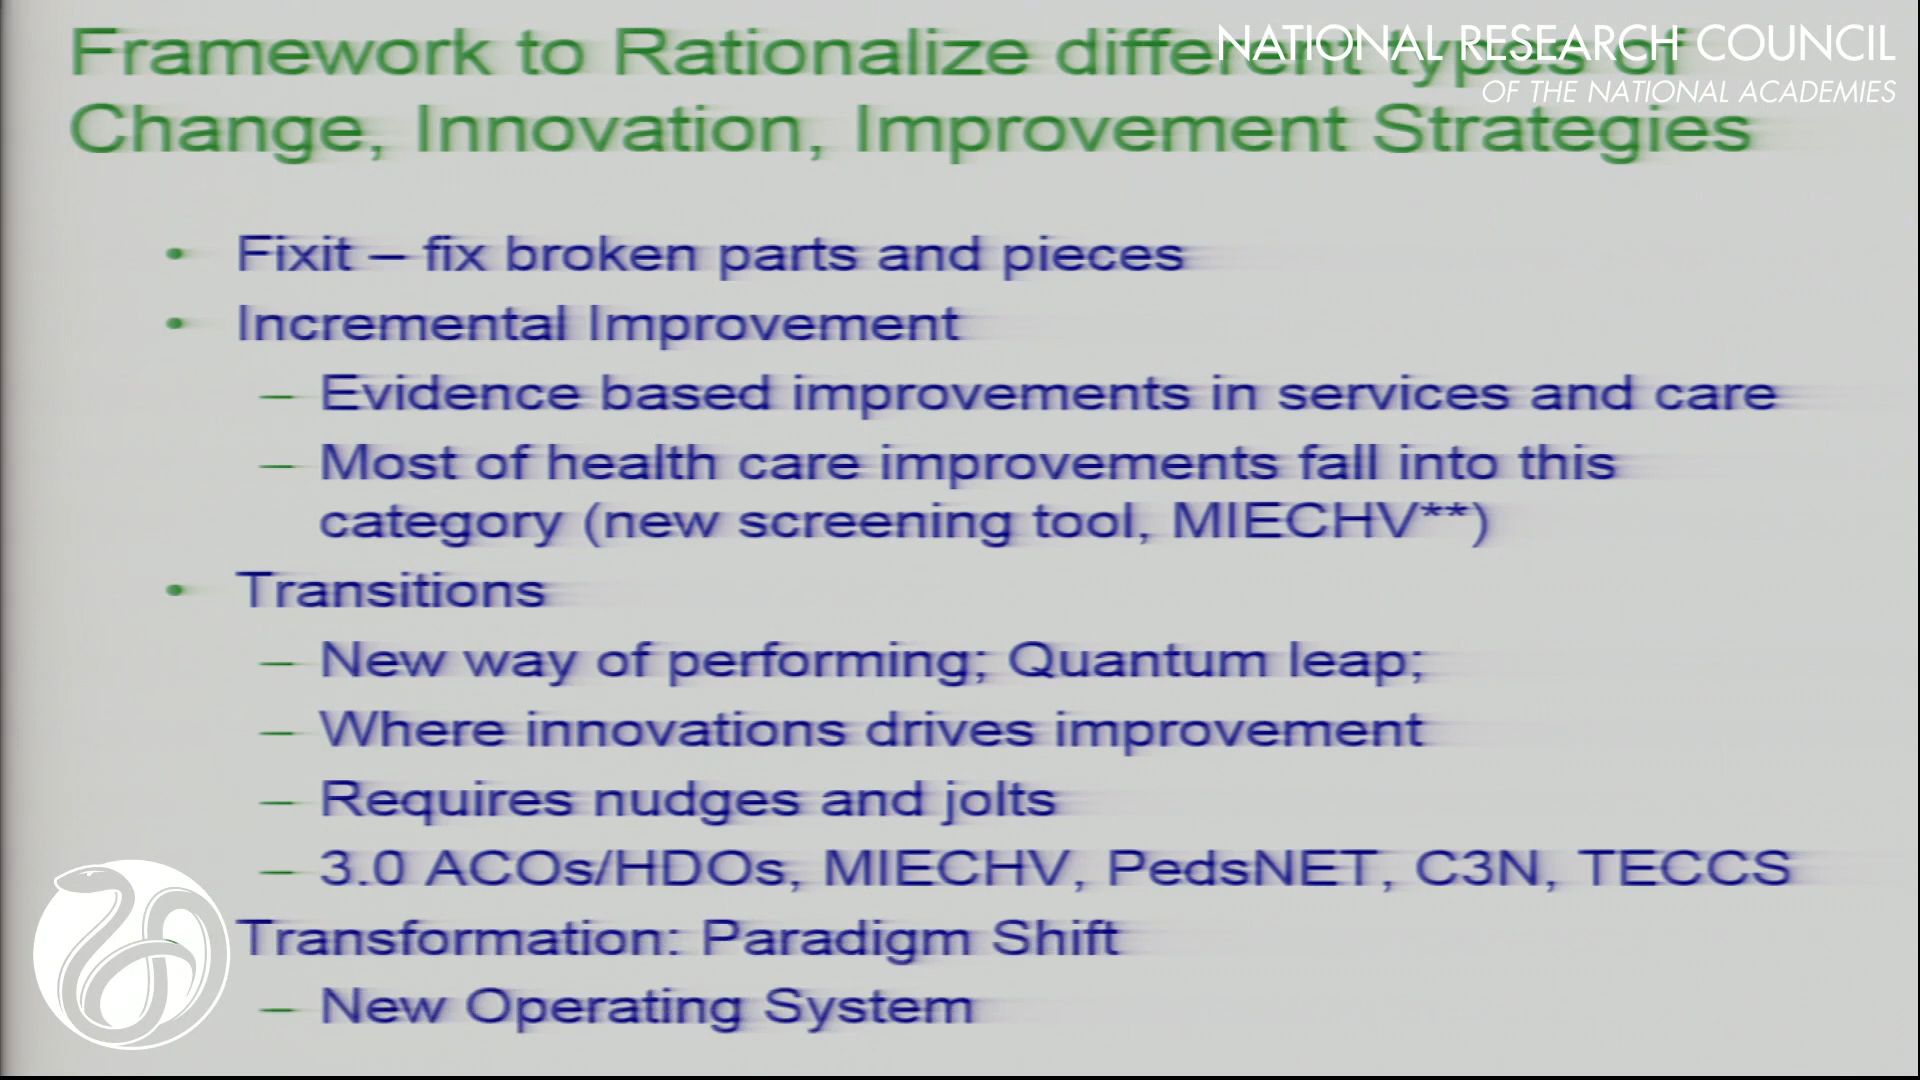 Framework to Rationalize different types of
Change, Innovation, Improvement Strategies
NATIONAL RESEARCH COUNCIL
OF THE NATIONAL ACADEMIES
• Fixit – fix broken parts and pieces
• Incremental Improvement
– Evidence based improvements in services and care
– Most of health care improvements fall into this
category (new screening tool, MIECHV**)
• Transitions
– New way of performing; Quantum leap;
– Where innovations drives improvement
– Requires nudges and jolts
– 3.0 ACOs/HDOs, MIECHV, PedsNET, C3N, TECCS
Transformation: Paradigm Shift
– New Operating System